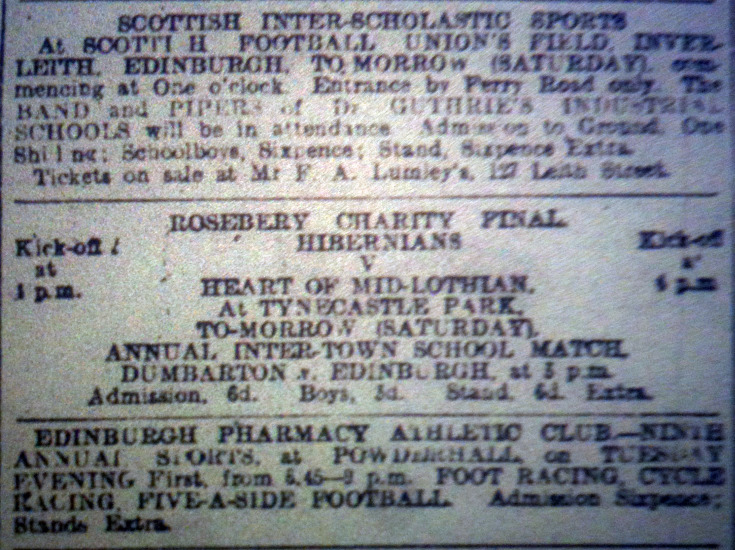 SCOTTISH INTER-SCHOLASTIC SPORTS
At SCOTTI H FOOTBALL UNION'S FIELD, INVER-
LEITH, EDINBURGH, TO MORROW (SATURDAY), com-
mencing at One o'clock. Entrance by Ferry Road only. The
BAND and PIPERS of Dr GUTHRIE'S INDUSTRIAL
SCHOOLS will be in attendance. Admission to Ground, One
Shilling; Schoolboys, Sixpence; Stand, Sixpence Extra.
Tickets on sale at Mr F. A. Lumley's, 127 Leith Street.
ROSEBERY CHARITY FINAL
Kick-off HIBERNIANS Kick-off
at V at
p.m. HEART OF MID-LOTHIAN, p.m
At TYNECASTLE PARK,
TO-MORROW (SATURDAY),
ANNUAL INTER-TOWN SCHOOL MATCH,
DUMBARTON v. EDINBURGH, at p.m.
Admission, 6d. Boys, 3d. Stand, 6d. Extra.
EDINBURGH PHARMACY ATHLETIC CLUB.—NINTH
ANNUAL SPORTS, at POWDERHALL, on TUESDAY
EVENING First, from p.m. FOOT RACING, CYCLE
RACING, FIVE-A-SIDE FOOTBALL. Admission Sixpence;
Stands Extra.